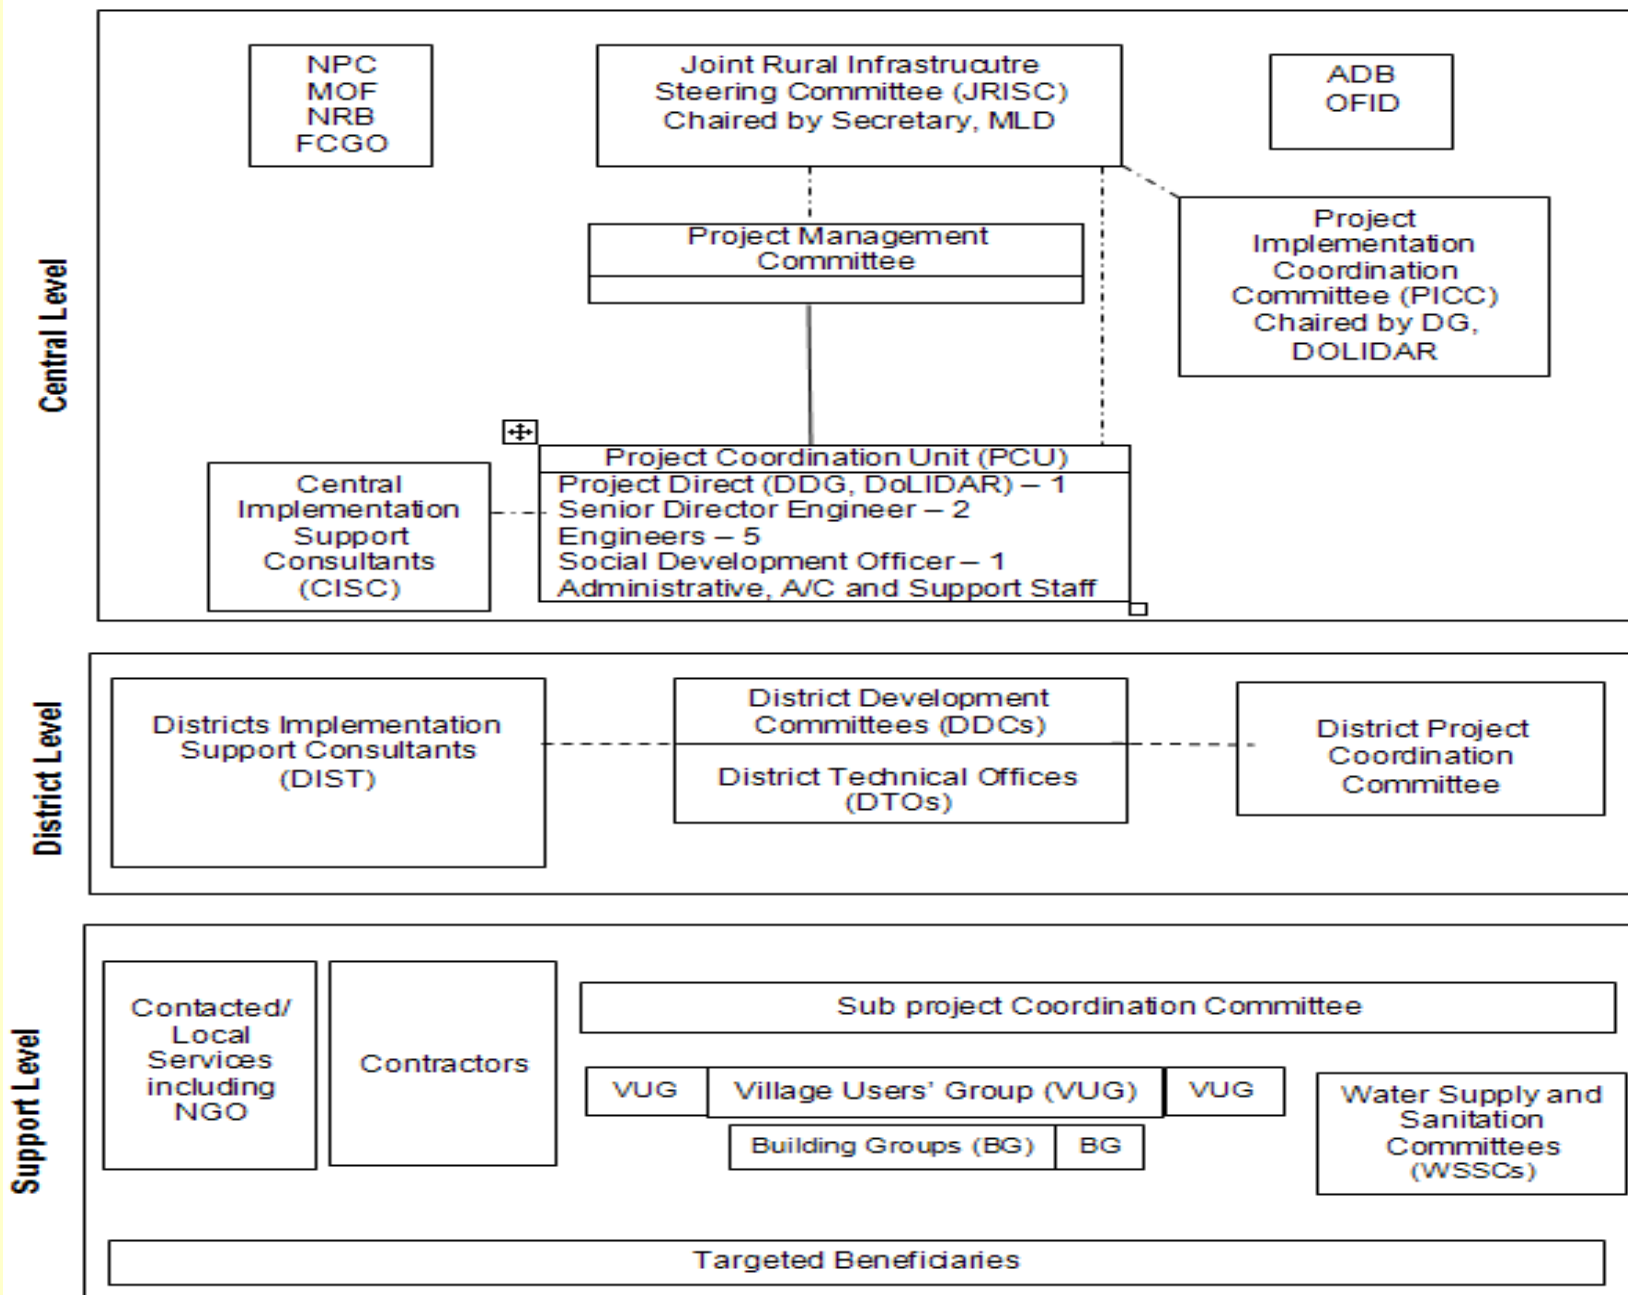 Central Level
NPC
MOF
NRB
FCGO
Joint Rural Infrastrucutre
Steering Committee (JRISC)
Chaired by Secretary, MLD
ADB
OFID
Project Management
Committee
Project
Implementation
Coordination
Committee (PICC)
Chaired by DG,
DOLIDAR
Central
Implementation
Support
Consultants
(CISC)
Project Coordination Unit (PCU)
Project Direct (DDG, DoLIDAR) – 1
Senior Director Engineer – 2
Engineers – 5
Social Development Officer – 1
Administrative, A/C and Support Staff
District Level
Districts Implementation
Support Consultants
(DIST)
District Development
Committees (DDCs)
District Technical Offices
(DTOs)
District Project
Coordination
Committee
Support Level
Contacted/
Local
Services
including
NGO
Contractors
Sub project Coordination Committee
VUG
Village Users' Group (VUG)
VUG
Building Groups (BG)
BG
Water Supply and
Sanitation
Committees
(WSSCs)
Targeted Beneficiaries